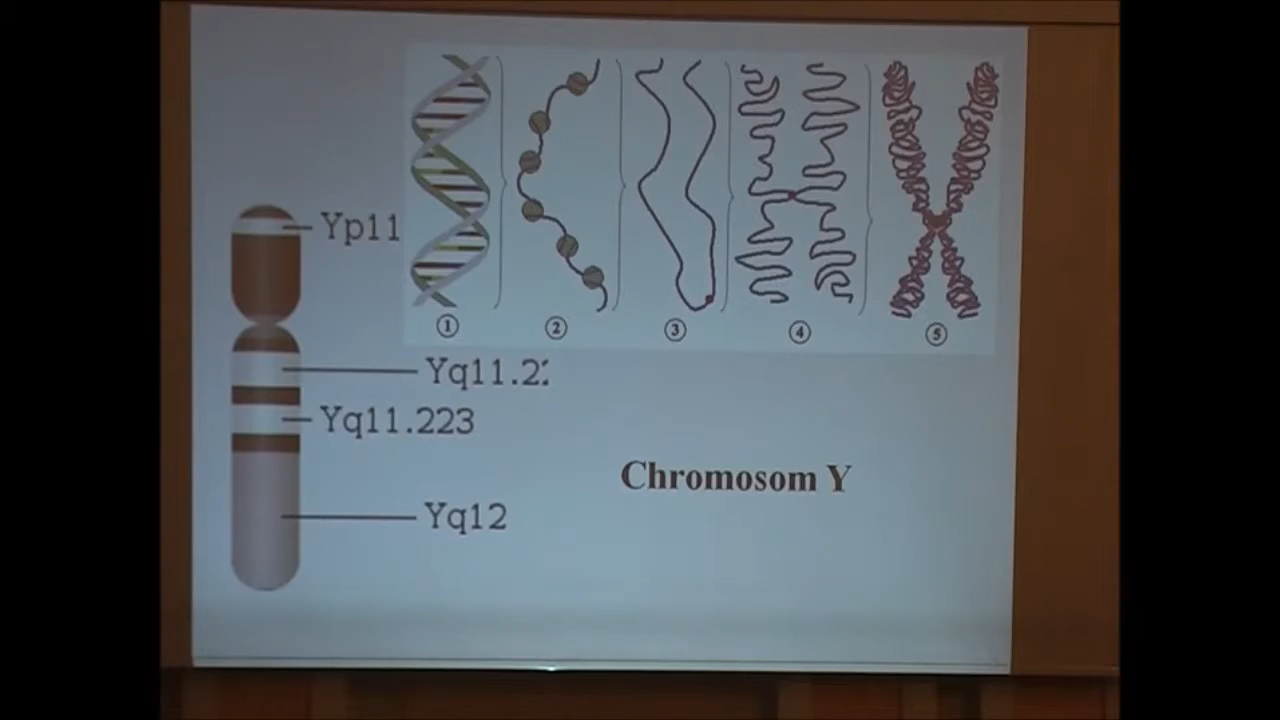 ① ② ③ ④ ⑤
Yp11
Yq11.2
Yq11.223
Yq12
Chromosom Y